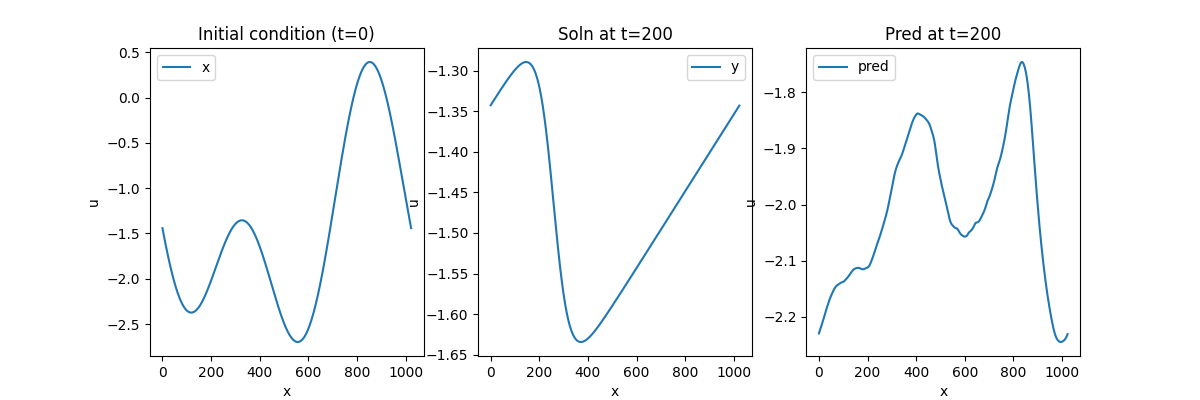 Initial condition (t=0)
Soln at t=200
Pred at t=200
x
y
pred
0.5
0.0
−0.5
−1.0
−1.5
−2.0
−2.5
u
0 200 400 600 800 1000
x
−1.30
−1.35
−1.40
−1.45
−1.50
−1.55
−1.60
−1.65
u
0 200 400 600 800 1000
x
−1.8
−1.9
−2.0
−2.1
−2.2
u
0 200 400 600 800 1000
x